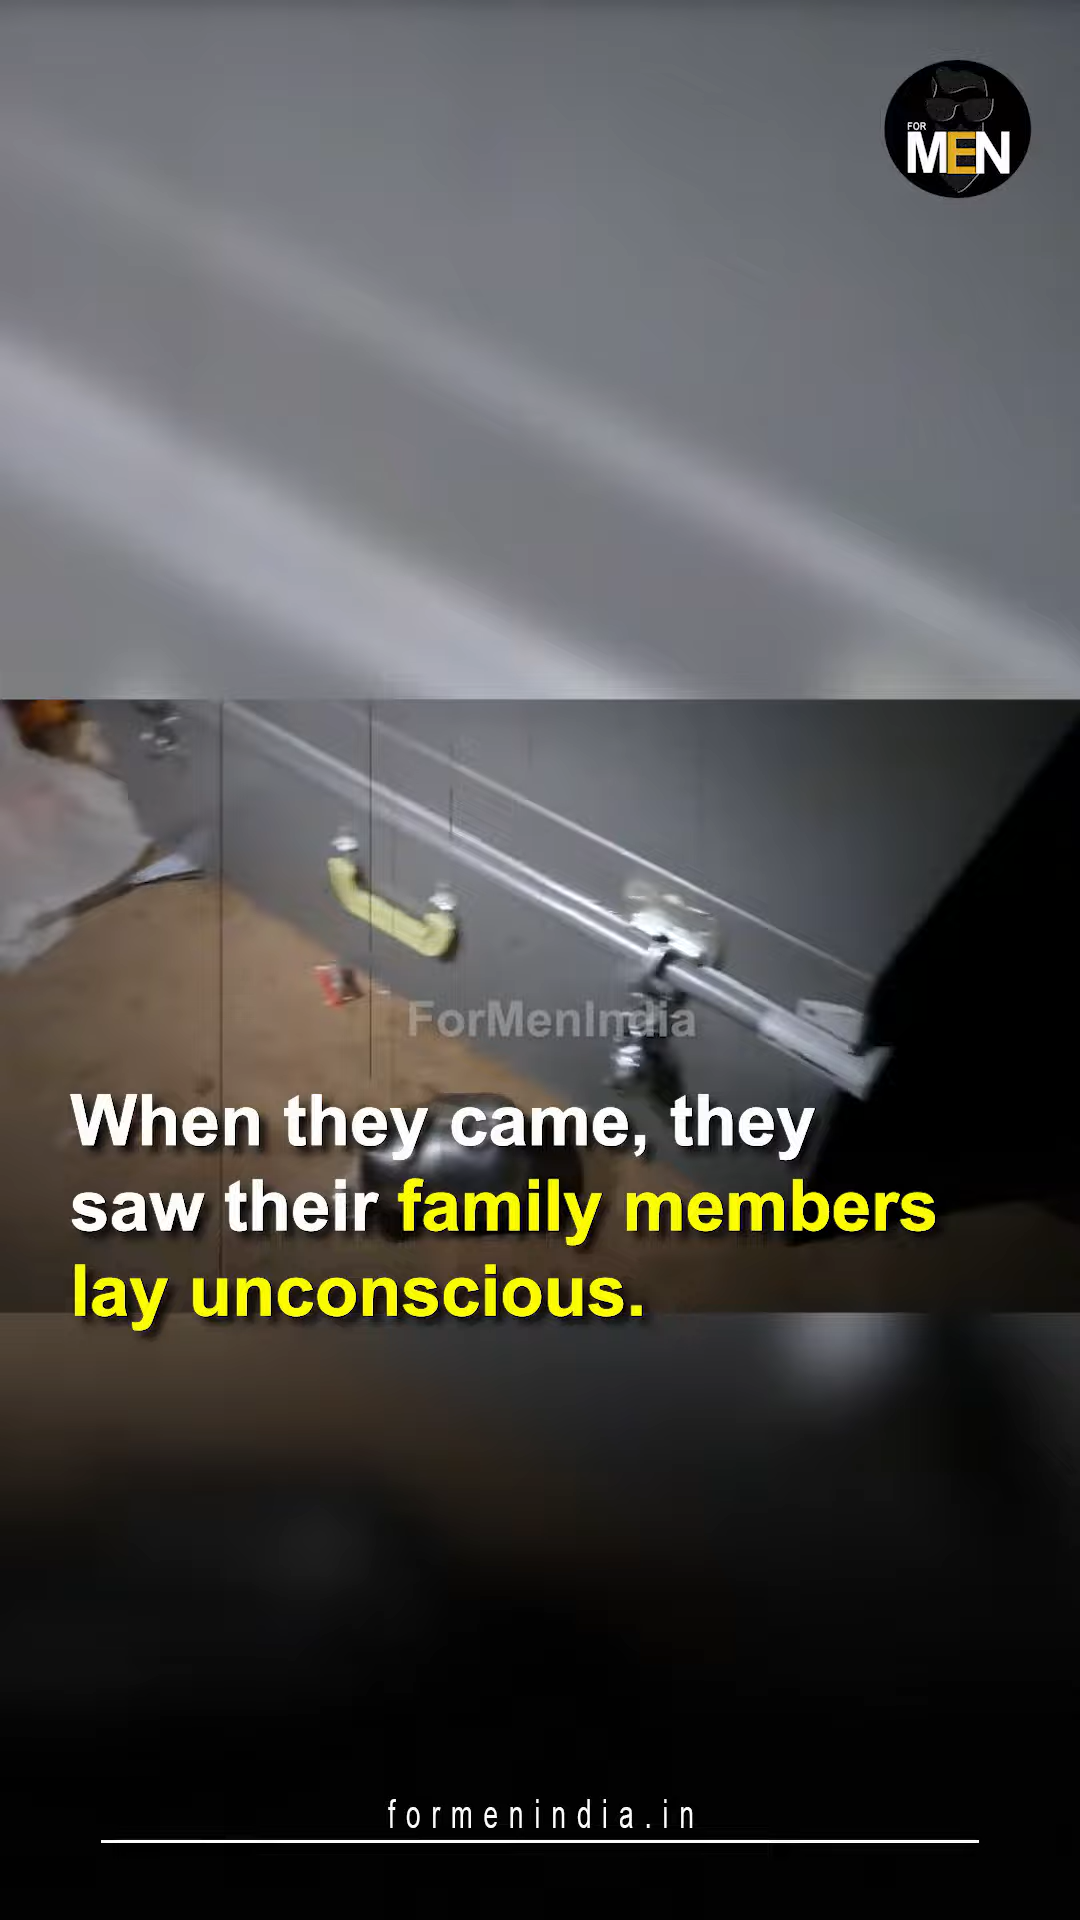 FOR
MEN
ForMenIndia
When they came, they
saw their family members
lay unconscious.
formenindia.in